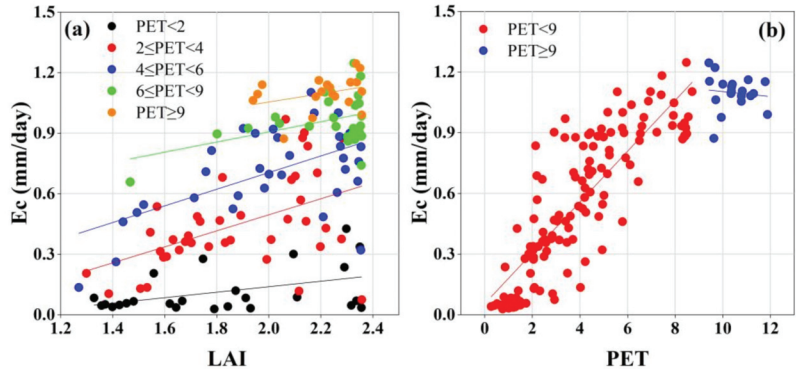 (a)
PET<2
2≤PET<4
4≤PET<6
6≤PET<9
PET≥9
Ec (mm/day)
1.5
1.2
0.9
0.6
0.3
0.0
1.2 1.4 1.6 1.8 2.0 2.2 2.4
LAI
(b)
PET<9
PET≥9
Ec (mm/day)
1.5
1.2
0.9
0.6
0.3
0.0
0 2 4 6 8 10 12
PET